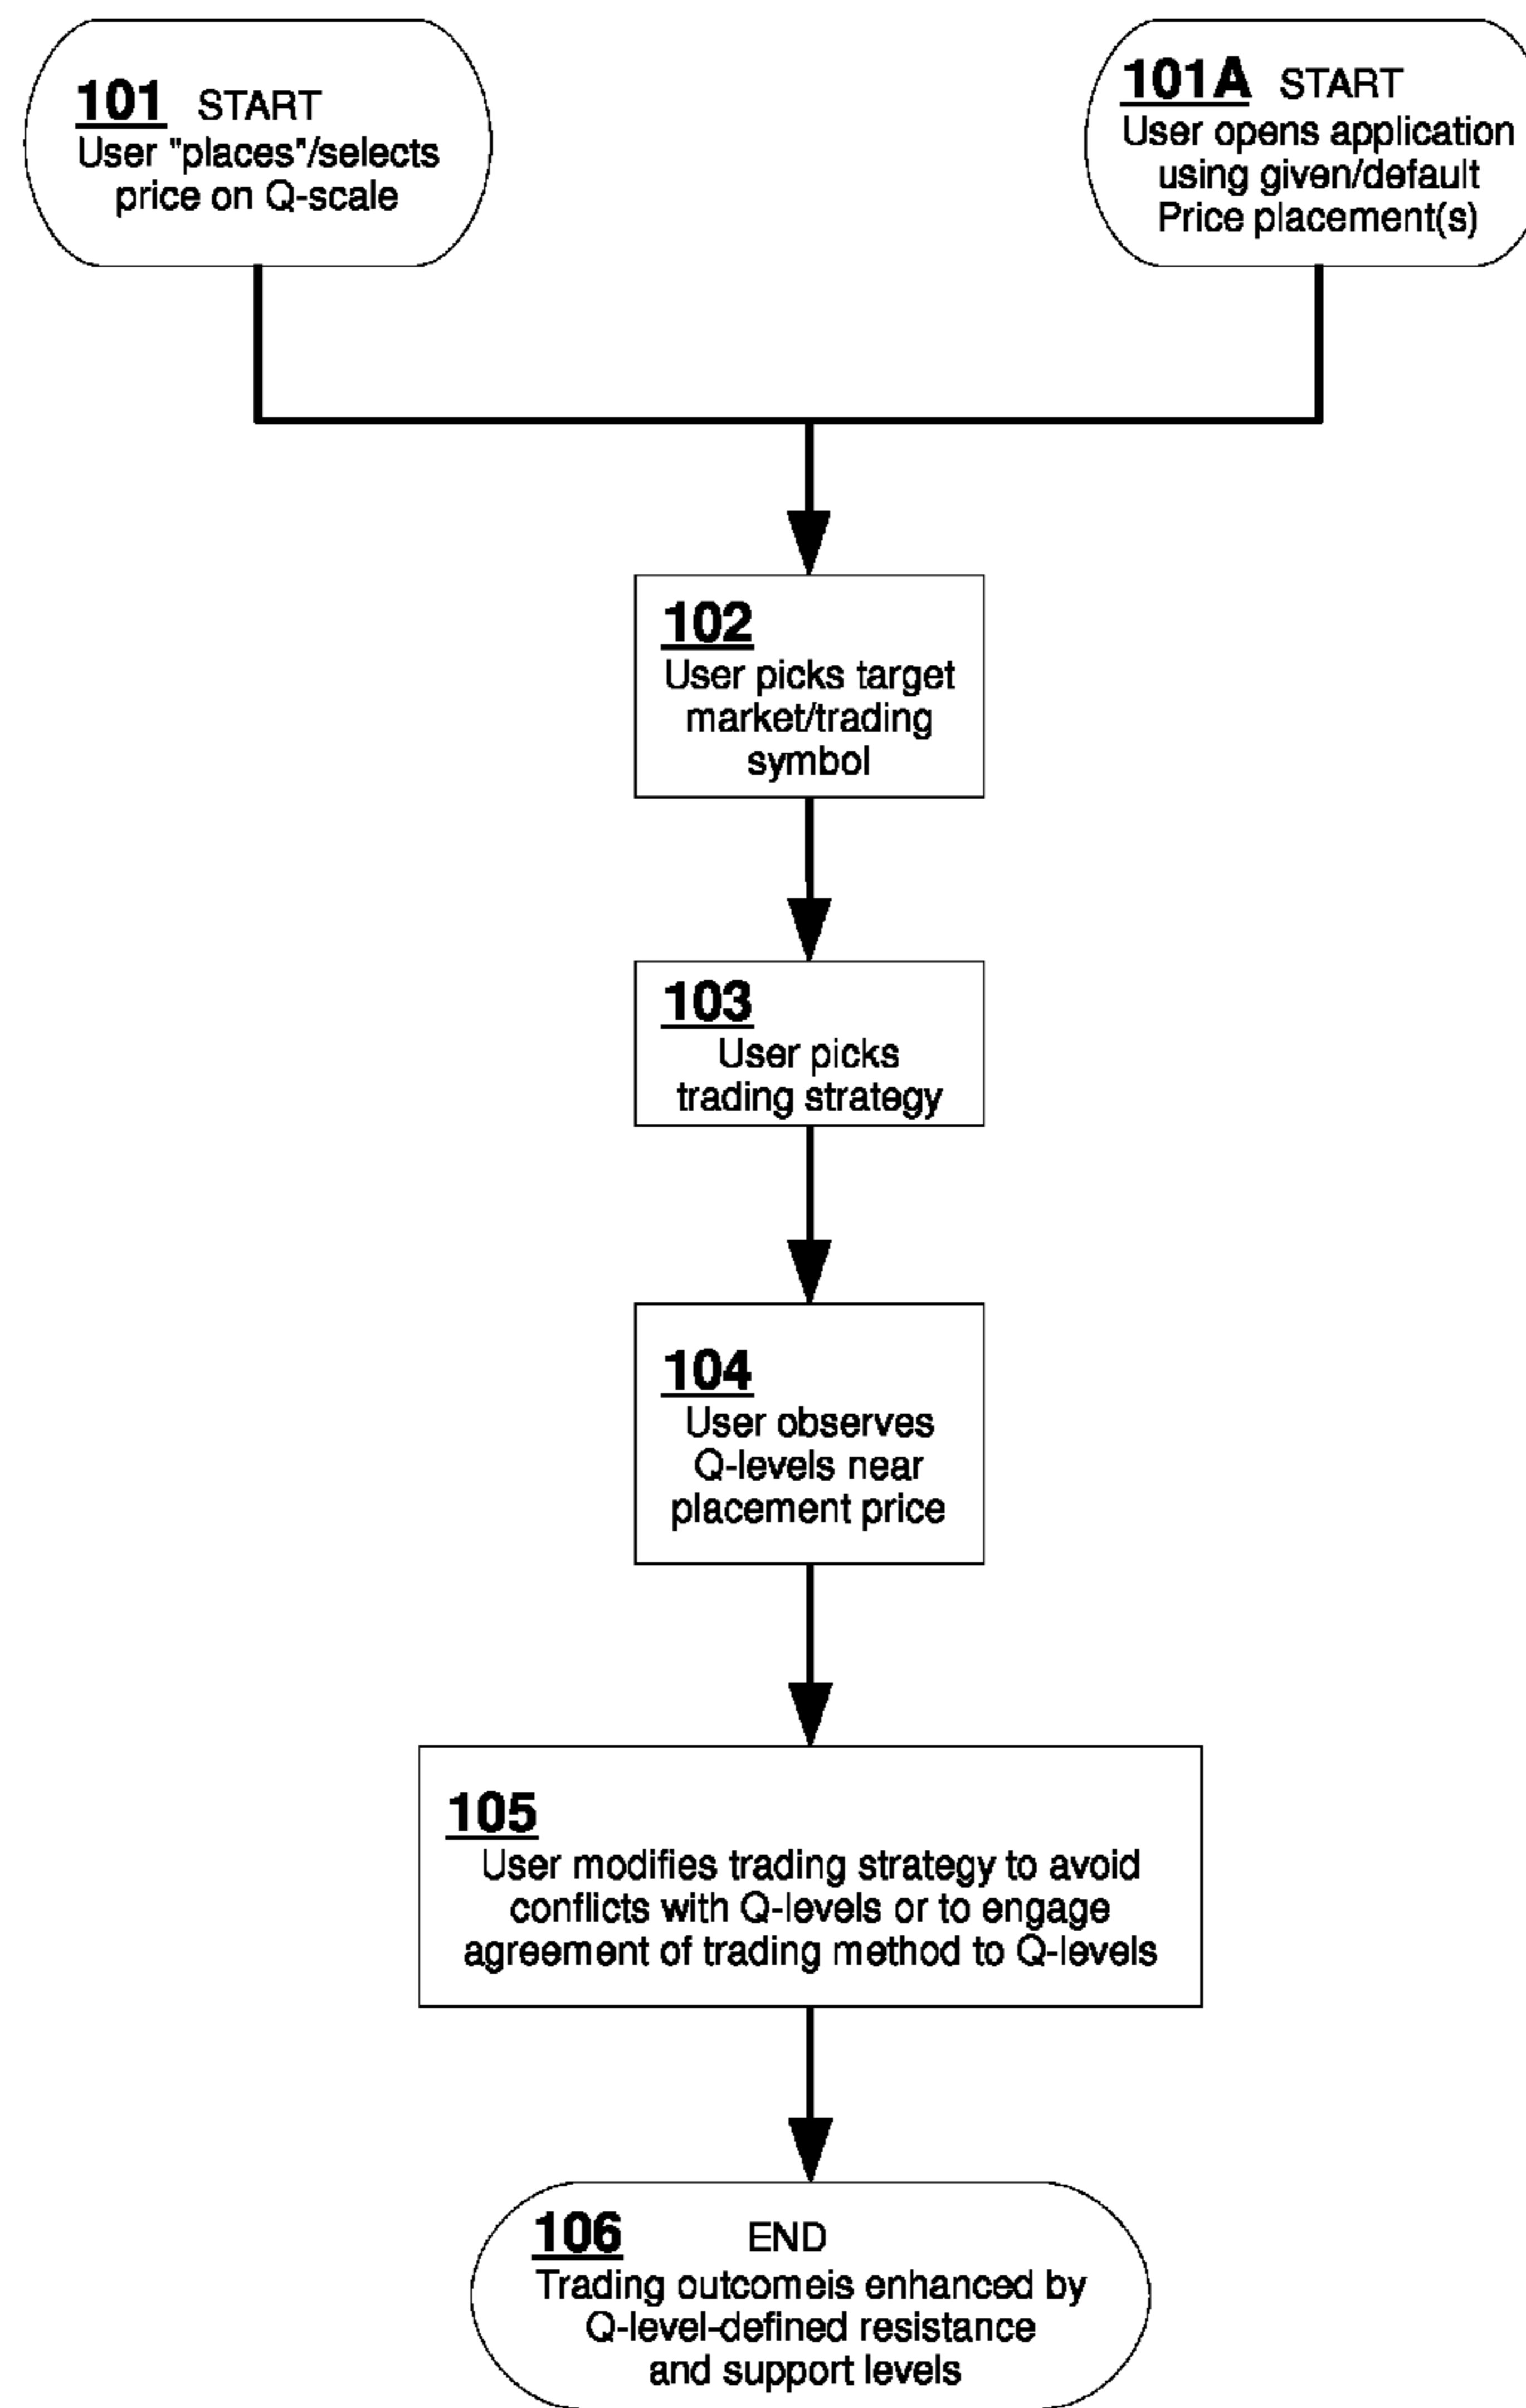 101 START
User "places"/selects
price on Q-scale
101A START
User opens application
using given/default
Price placement(s)
102
User picks target
market/trading
symbol
103
User picks
trading strategy
104
User observes
Q-levels near
placement price
105
User modifies trading strategy to avoid
conflicts with Q-levels or to engage
agreement of trading method to Q-levels
106 END
Trading outcomeis enhanced by
Q-level-defined resistance
and support levels